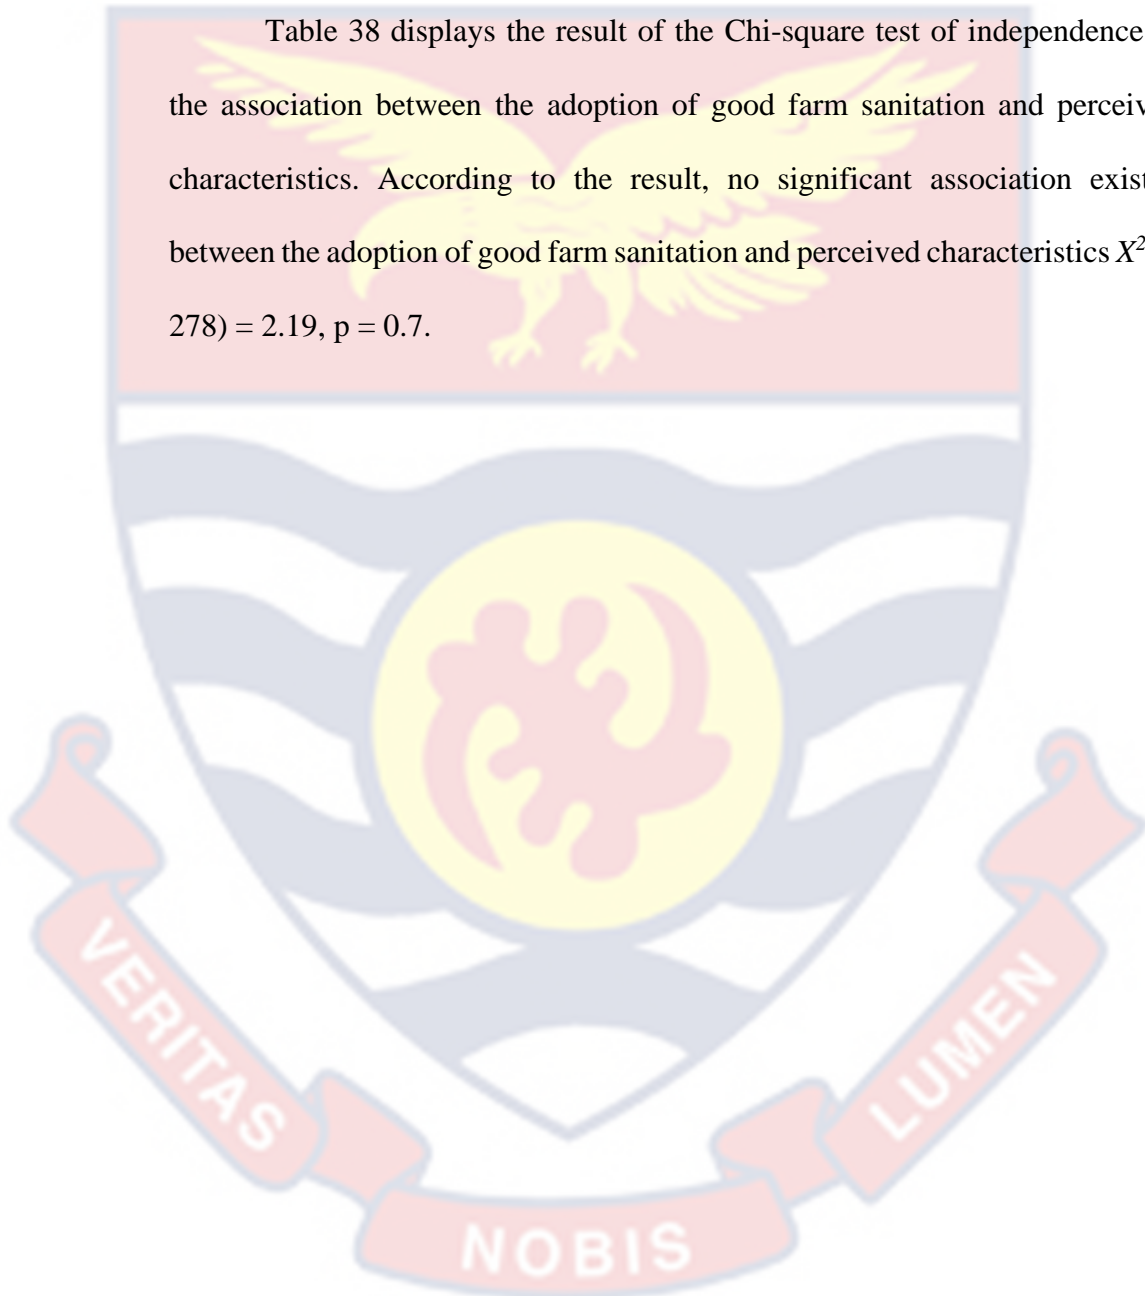 Table 38 displays the result of the Chi-square test of independence
the association between the adoption of good farm sanitation and perceiv
characteristics. According to the result, no significant association exist
between the adoption of good farm sanitation and perceived characteristics X²
278) = 2.19, p = 0.7.
VERITAS
NOBIS
LUMEN